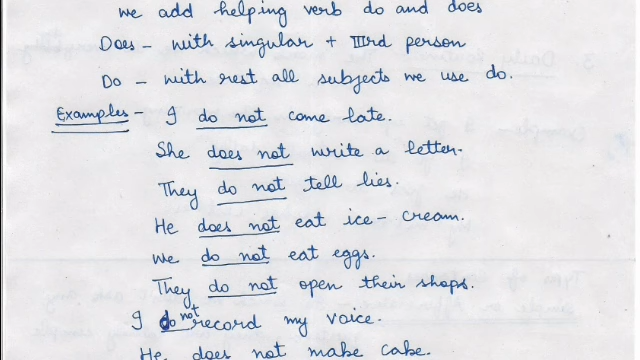 we add helping verb do and does
Does - with singular + IIIrd person
Do - with rest all subjects we use do.
Examples - I do not come late.
She does not write a letter.
They do not tell lies.
He does not eat ice-cream.
We do not eat eggs.
They do not open their shops.
I do not record my voice.
He does not make cake.